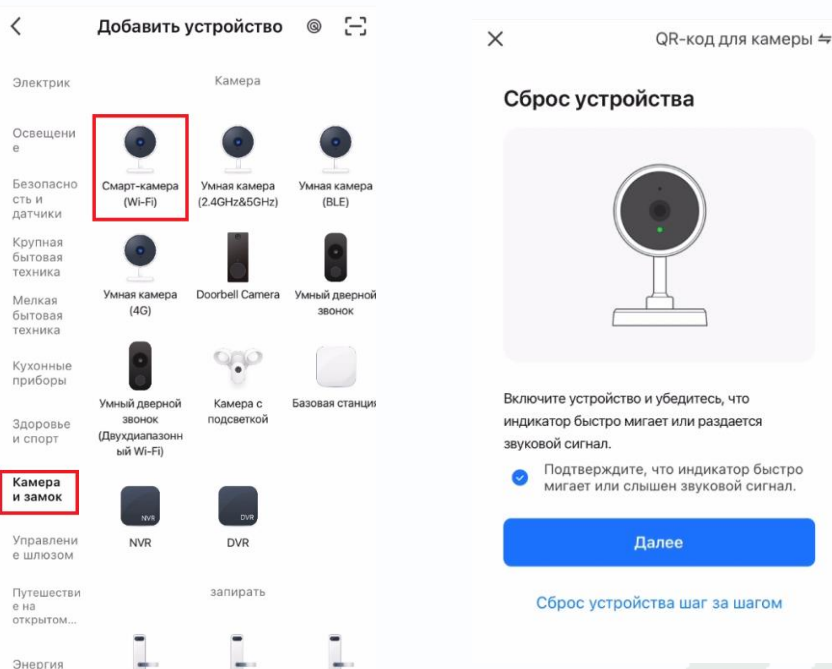 Добавить устройство
Электрик
Освещени
е
Безопасно
сть и
датчики
Крупная
бытовая
техника
Мелкая
бытовая
техника
Кухонные
приборы
Здоровье
и спорт
Камера
и замок
Управлени
е шлюзом
Путешестви
е на
открытом...
Энергия
Камера
Смарт-камера
(Wi-Fi)
Умная камера
(2.4GHz&5GHz)
Умная камера
(BLE)
Умная камера
(4G)
Doorbell Camera
Умный дверной
звонок
Умный дверной
звонок
(Двухдиапазонн
ый Wi-Fi)
Камера с
подсветкой
Базовая станция
NVR
NVR
DVR
DVR
запирать
QR-код для камеры
Сброс устройства
Включите устройство и убедитесь, что
индикатор быстро мигает или раздается
звуковой сигнал.
Подтвердите, что индикатор быстро
мигает или слышен звуковой сигнал.
Далее
Сброс устройства шаг за шагом